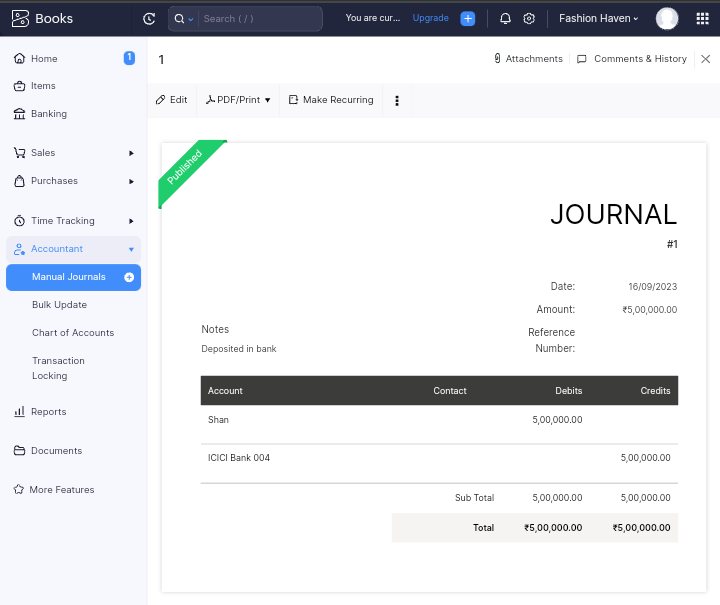 Books
Search ( / )
You are cur...
Upgrade
Fashion Haven
Home
1
Items
Banking
Sales
Purchases
Time Tracking
Accountant
Manual Journals
Bulk Update
Chart of Accounts
Transaction
Locking
Reports
Documents
More Features
1
Attachments
Comments & History
Edit
PDF/Print
Make Recurring
Published
JOURNAL
#1
Date: 16/09/2023
Amount: ₹5,00,000.00
Reference
Number:
Notes
Deposited in bank
Account Contact Debits Credits
Shan 5,00,000.00
ICICI Bank 004 5,00,000.00
Sub Total 5,00,000.00 5,00,000.00
Total ₹5,00,000.00 ₹5,00,000.00